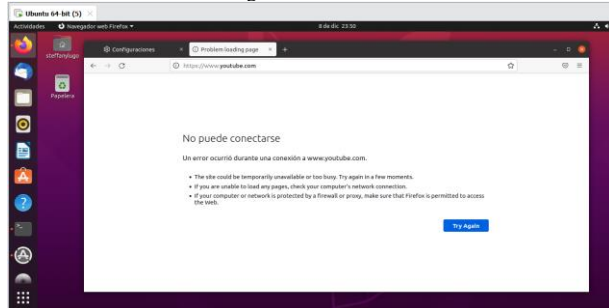 Ubuntu 64-bit (5)
Actividades
Navegador web Firefox
8 de dic 23:50
steffanylugo
Papelera
Configuraciones
Problem loading page
https://www.youtube.com
No puede conectarse
Un error ocurrió durante una conexión a www.youtube.com.
The site could be temporarily unavailable or too busy. Try again in a few moments.
If you are unable to load any pages, check your computer's network connection.
If your computer or network is protected by a firewall or proxy, make sure that Firefox is permitted to access
the Web.
Try Again